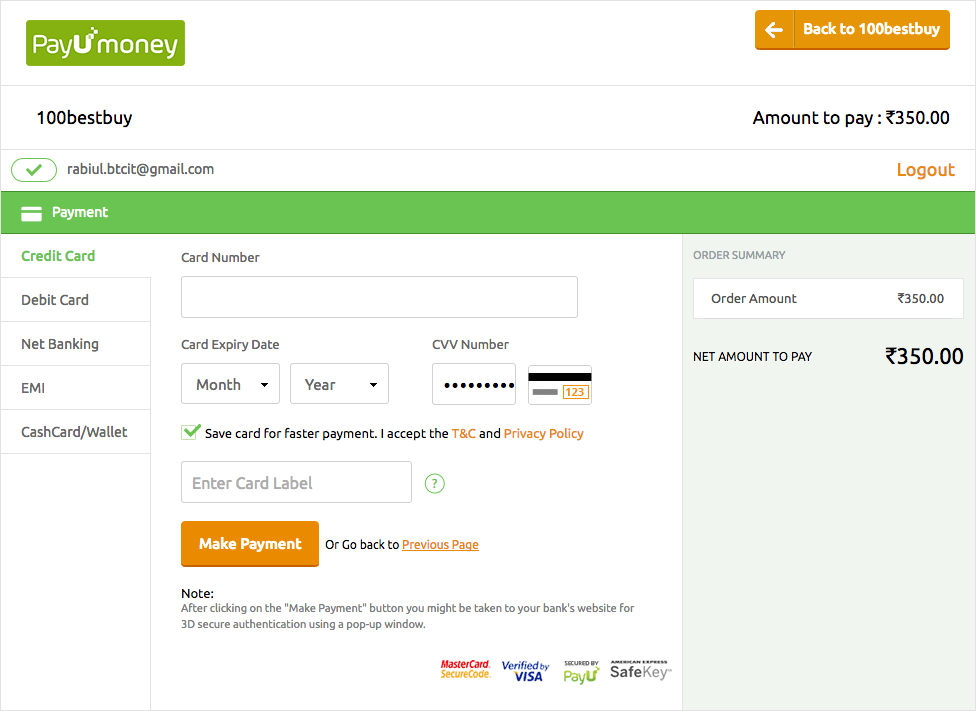 PayUmoney
Back to 100bestbuy
100bestbuy
Amount to pay : ₹350.00
rabiul.btcit@gmail.com
Logout
Payment
Credit Card
Debit Card
Net Banking
EMI
CashCard/Wallet
Card Number
Card Expiry Date
CVV Number
Month
Year
•••••••••
123
Save card for faster payment. I accept the T&C and Privacy Policy
Enter Card Label
?
Make Payment
Or Go back to Previous Page
Note:
After clicking on the "Make Payment" button you might be taken to your bank's website for
3D secure authentication using a pop-up window.
MasterCard.
SecureCode.
Verified by
VISA
SECURED BY
PayU
AMERICAN EXPRESS
SafeKey
ORDER SUMMARY
Order Amount
₹350.00
NET AMOUNT TO PAY
₹350.00